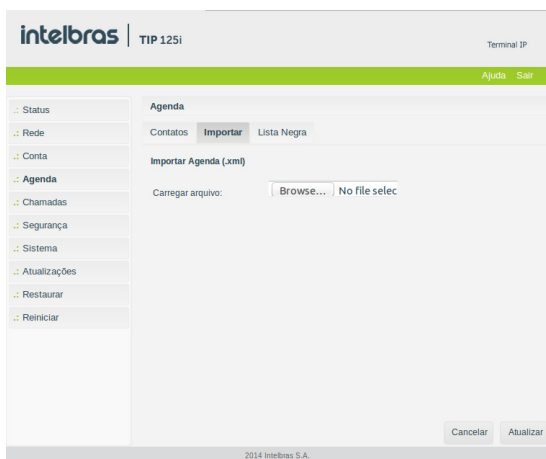 intelbras TIP 125i
Terminal IP
Ajuda Sair
.: Status
.: Rede
.: Conta
.: Agenda
.: Chamadas
.: Segurança
.: Sistema
.: Atualizações
.: Restaurar
.: Reiniciar
Agenda
Contatos Importar Lista Negra
Importar Agenda (.xml)
Carregar arquivo: Browse... No file selec
Cancelar Atualizar
2014 Intelbras S.A.